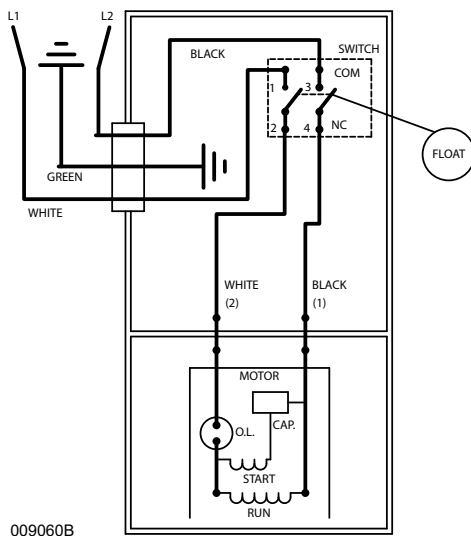 L1
L2
BLACK
SWITCH
COM
1
3
2
4
NC
FLOAT
GREEN
WHITE
WHITE
(2)
BLACK
(1)
MOTOR
CAP.
O.L.
START
RUN
009060B